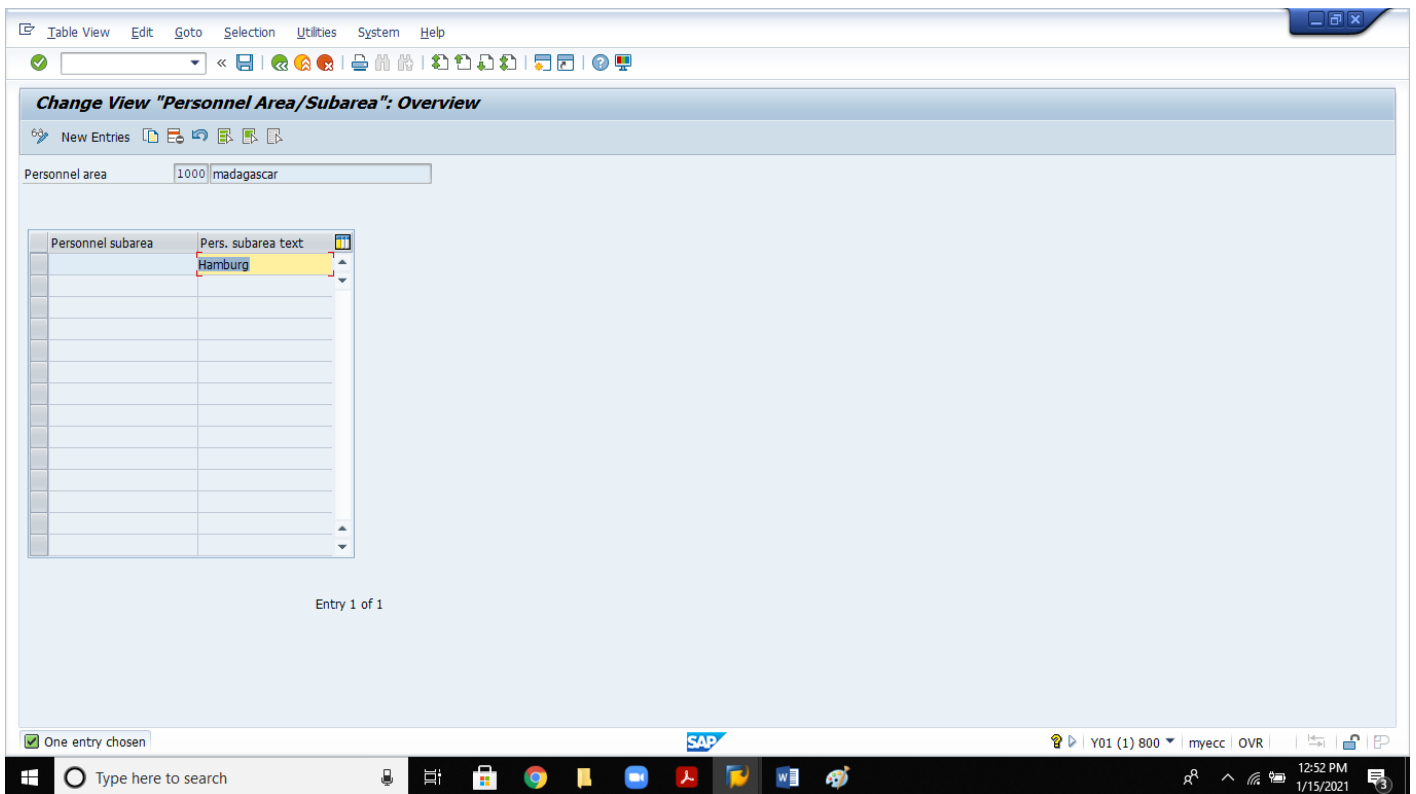 Table View Edit Goto Selection Utilities System Help
Change View "Personnel Area/Subarea": Overview
New Entries
Personnel area 1000 madagascar
Personnel subarea Pers. subarea text
Hamburg
Entry 1 of 1
One entry chosen SAP Y01 (1) 800 myecc OVR
Type here to search 12:52 PM
1/15/2021 3